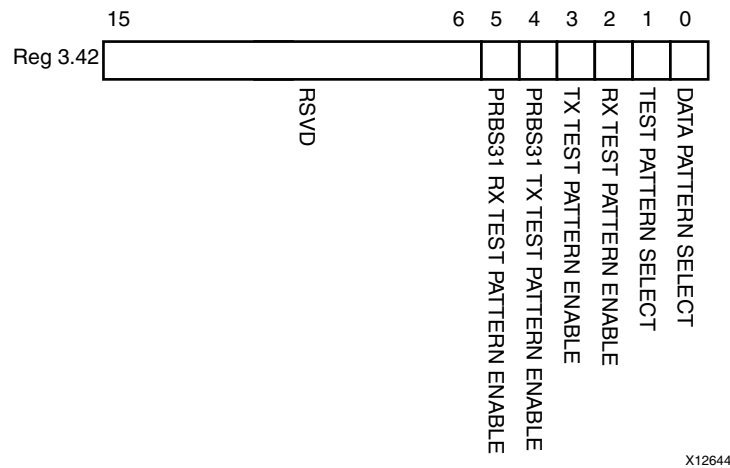 15 6 5 4 3 2 1 0
Reg 3.42
RSVD
PRBS31 RX TEST PATTERN ENABLE
PRBS31 TX TEST PATTERN ENABLE
TX TEST PATTERN ENABLE
RX TEST PATTERN ENABLE
TEST PATTERN SELECT
DATA PATTERN SELECT
X12644